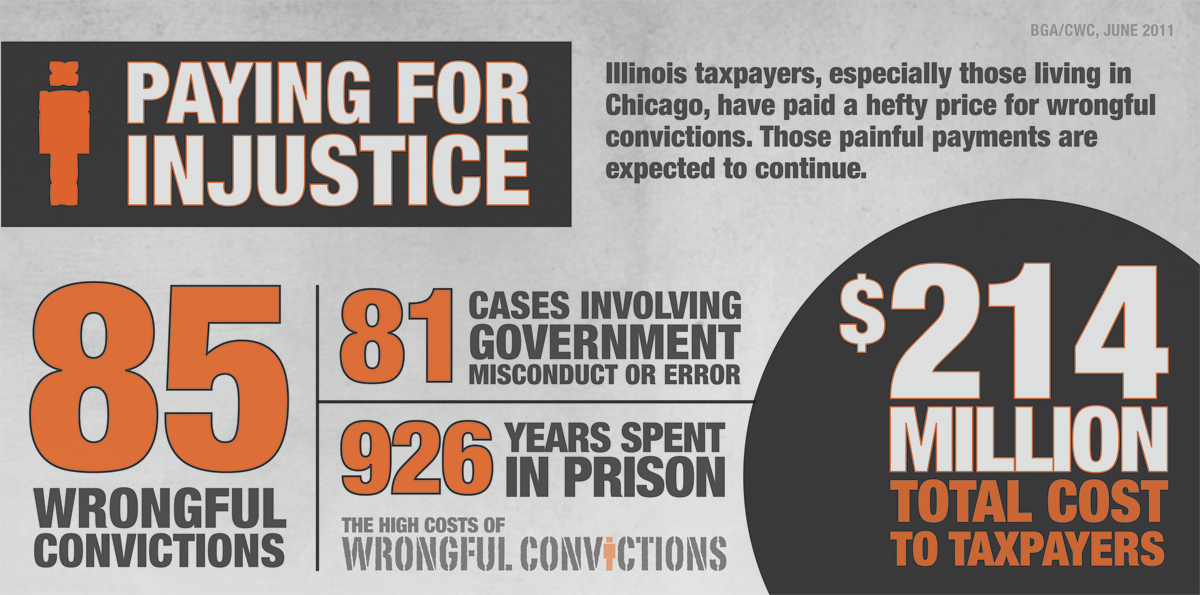 BGA/CWC, JUNE 2011
PAYING FOR
INJUSTICE
Illinois taxpayers, especially those living in
Chicago, have paid a hefty price for wrongful
convictions. Those painful payments are
expected to continue.
85
WRONGFUL
CONVICTIONS
81
CASES INVOLVING
GOVERNMENT
MISCONDUCT OR ERROR
926
YEARS SPENT
IN PRISON
THE HIGH COSTS OF
WRONGFUL CONVICTIONS
$214
MILLION
TOTAL COST
TO TAXPAYERS